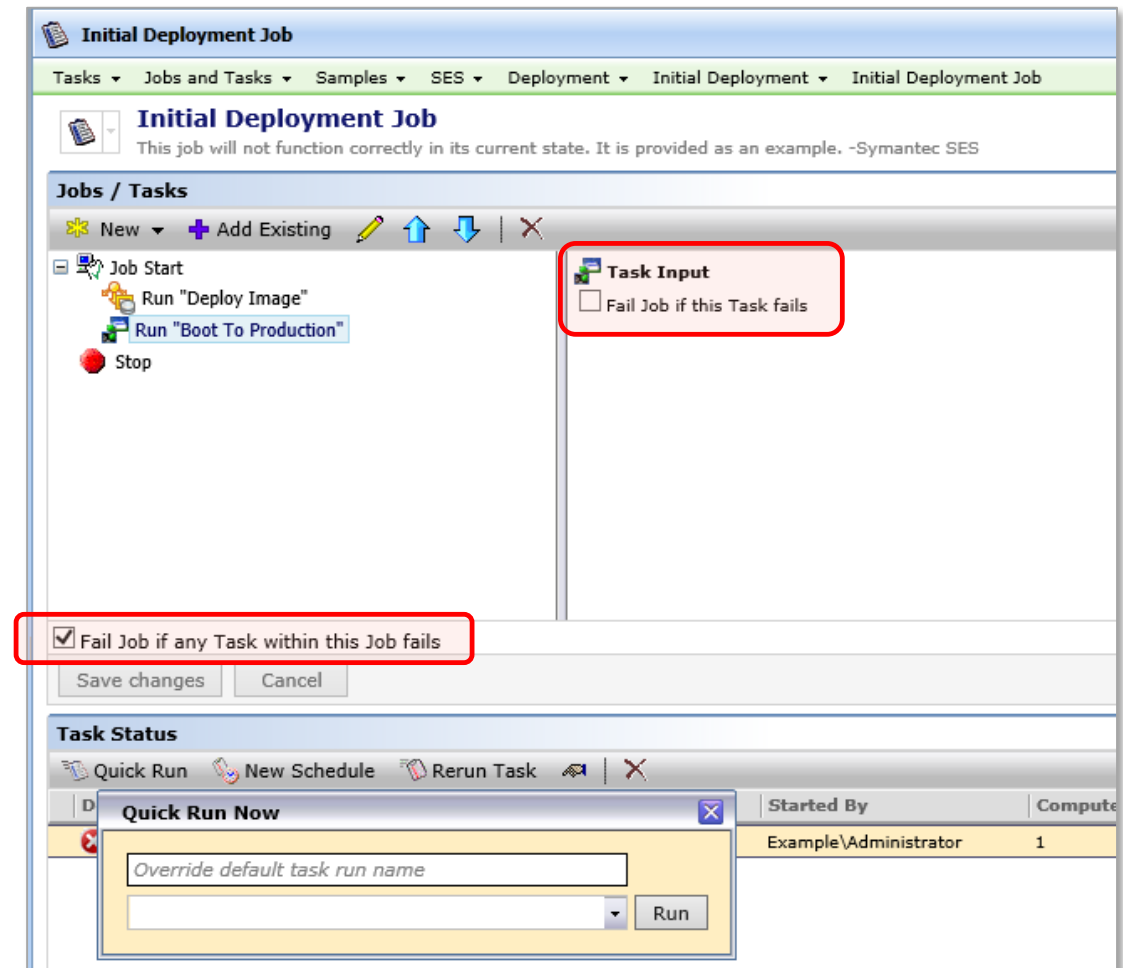 Initial Deployment Job
Tasks Jobs and Tasks Samples SES Deployment Initial Deployment Initial Deployment Job
Initial Deployment Job
This job will not function correctly in its current state. It is provided as an example. -Symantec SES
Jobs / Tasks
New Add Existing
Job Start
Run "Deploy Image"
Run "Boot To Production"
Stop
Task Input
Fail Job if this Task fails
Fail Job if any Task within this Job fails
Save changes Cancel
Task Status
Quick Run New Schedule Rerun Task
D Started By Compute
Quick Run Now
Example\Administrator 1
Override default task run name
Run